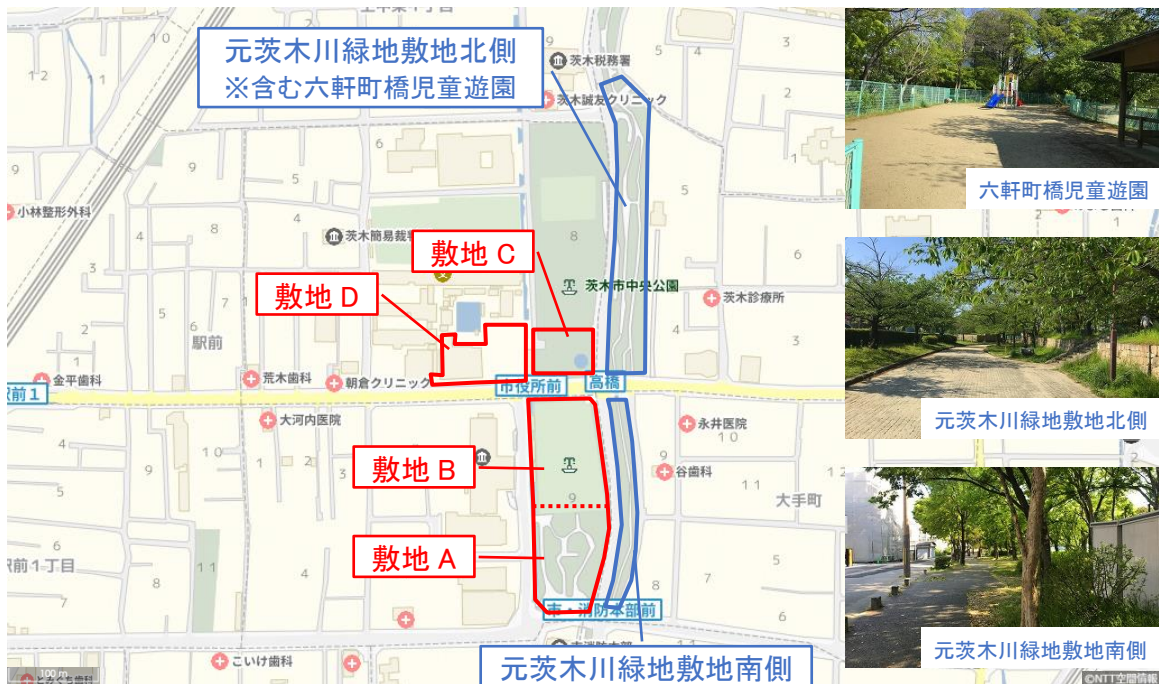 元茨木川緑地敷地北側
※含む六軒町橋児童遊園
茨木税務署
茨木誠友クリニック
小林整形外科
敷地 C
敷地 D
茨木市中央公園
茨木診療所
駅前
金平歯科
荒木歯科
朝倉クリニック
市役所前
高橋
大河内医院
永井医院
敷地 B
谷歯科
大手町
敷地 A
駅前1丁目
市・消防本部前
こいけ歯科
元茨木川緑地敷地南側
100 m
六軒町橋児童遊園
元茨木川緑地敷地北側
元茨木川緑地敷地南側
©NTT空間情報